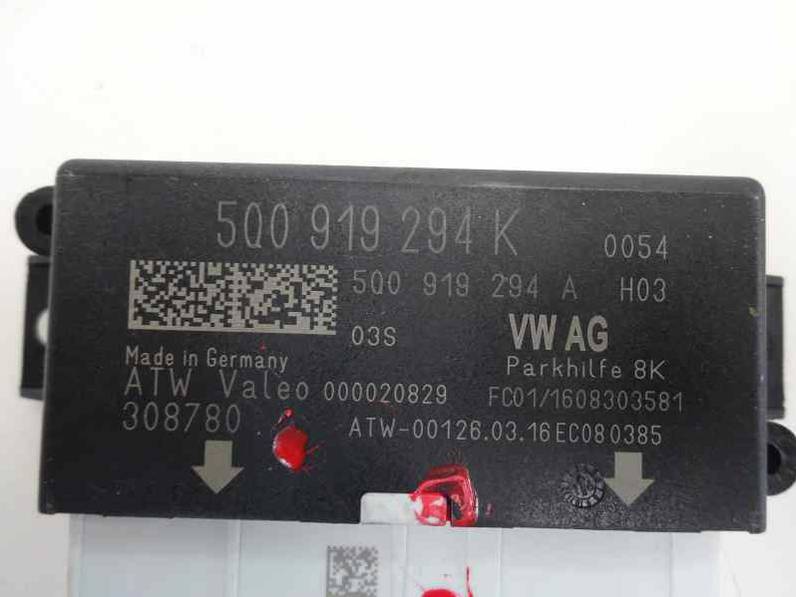 5Q0 919 294 K 0054
5Q0 919 294 A H03
03S VW AG
Made in Germany Parkhilfe 8K
ATW Valeo 000020829 FC01/1608303581
308780 ATW-00126.03.16EC080385